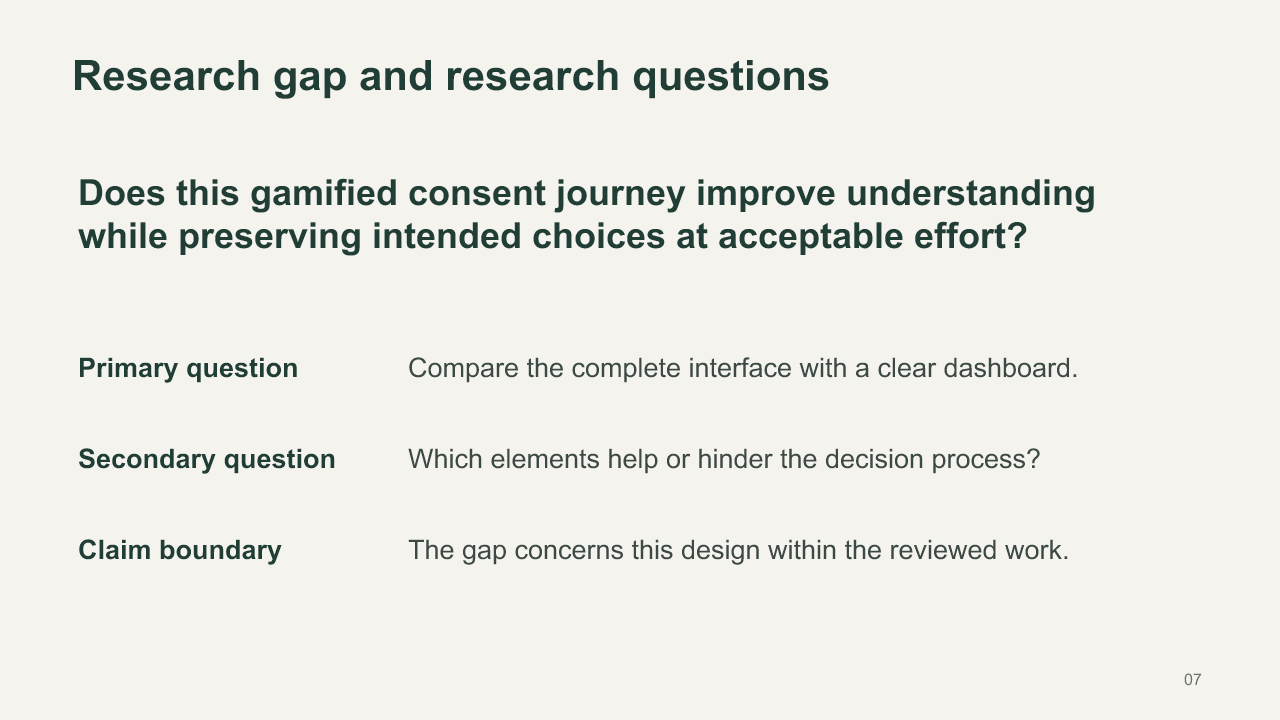 Research gap and research questions
Does this gamified consent journey improve understanding
while preserving intended choices at acceptable effort?
Primary question Compare the complete interface with a clear dashboard.
Secondary question Which elements help or hinder the decision process?
Claim boundary The gap concerns this design within the reviewed work.
07